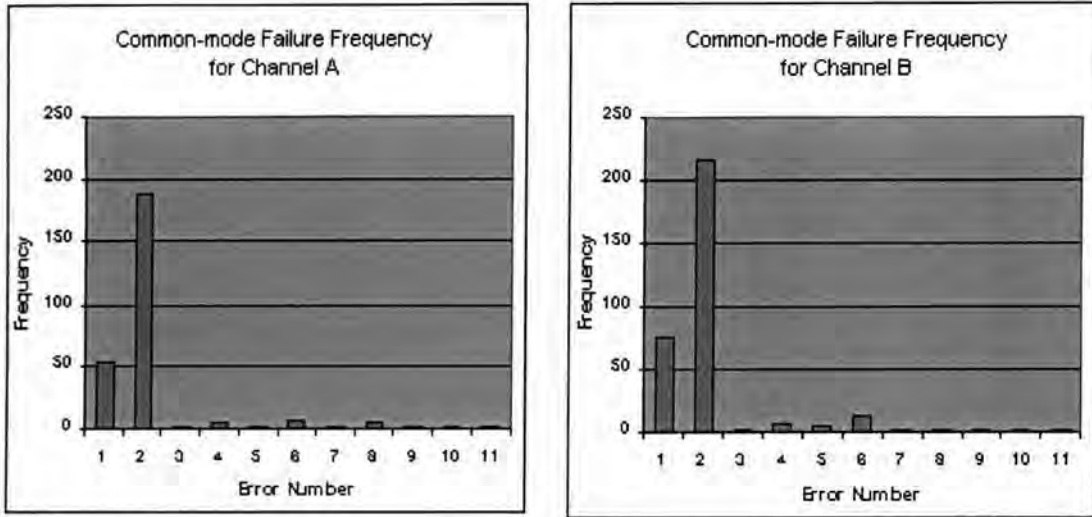 Common-mode Failure Frequency
for Channel A
250
200
150
100
50
0
Frequency
1 2 3 4 5 6 7 8 9 10 11
Error Number
Common-mode Failure Frequency
for Channel B
250
200
150
100
50
0
Frequency
1 2 3 4 5 6 7 8 9 10 11
Error Number